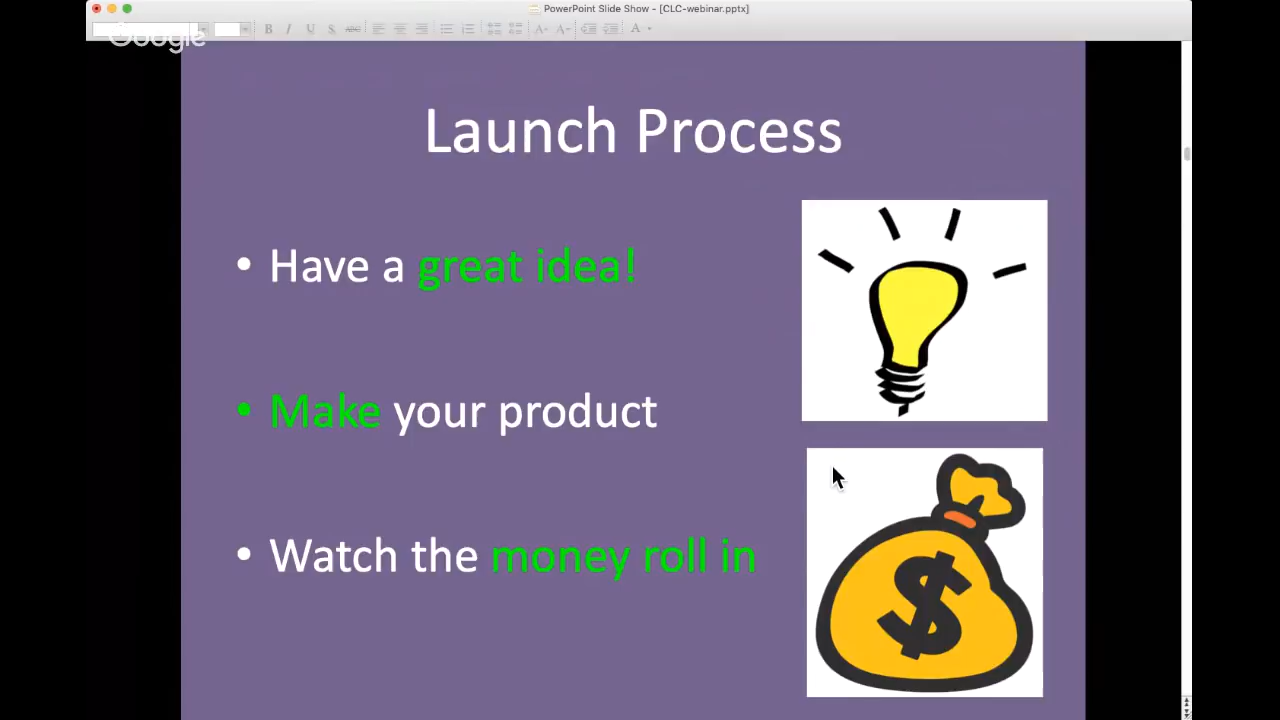 PowerPoint Slide Show - [CLC-webinar.pptx]
B I U S ABC A A A
Google
Launch Process
• Have a great idea!
• Make your product
• Watch the money roll in
$